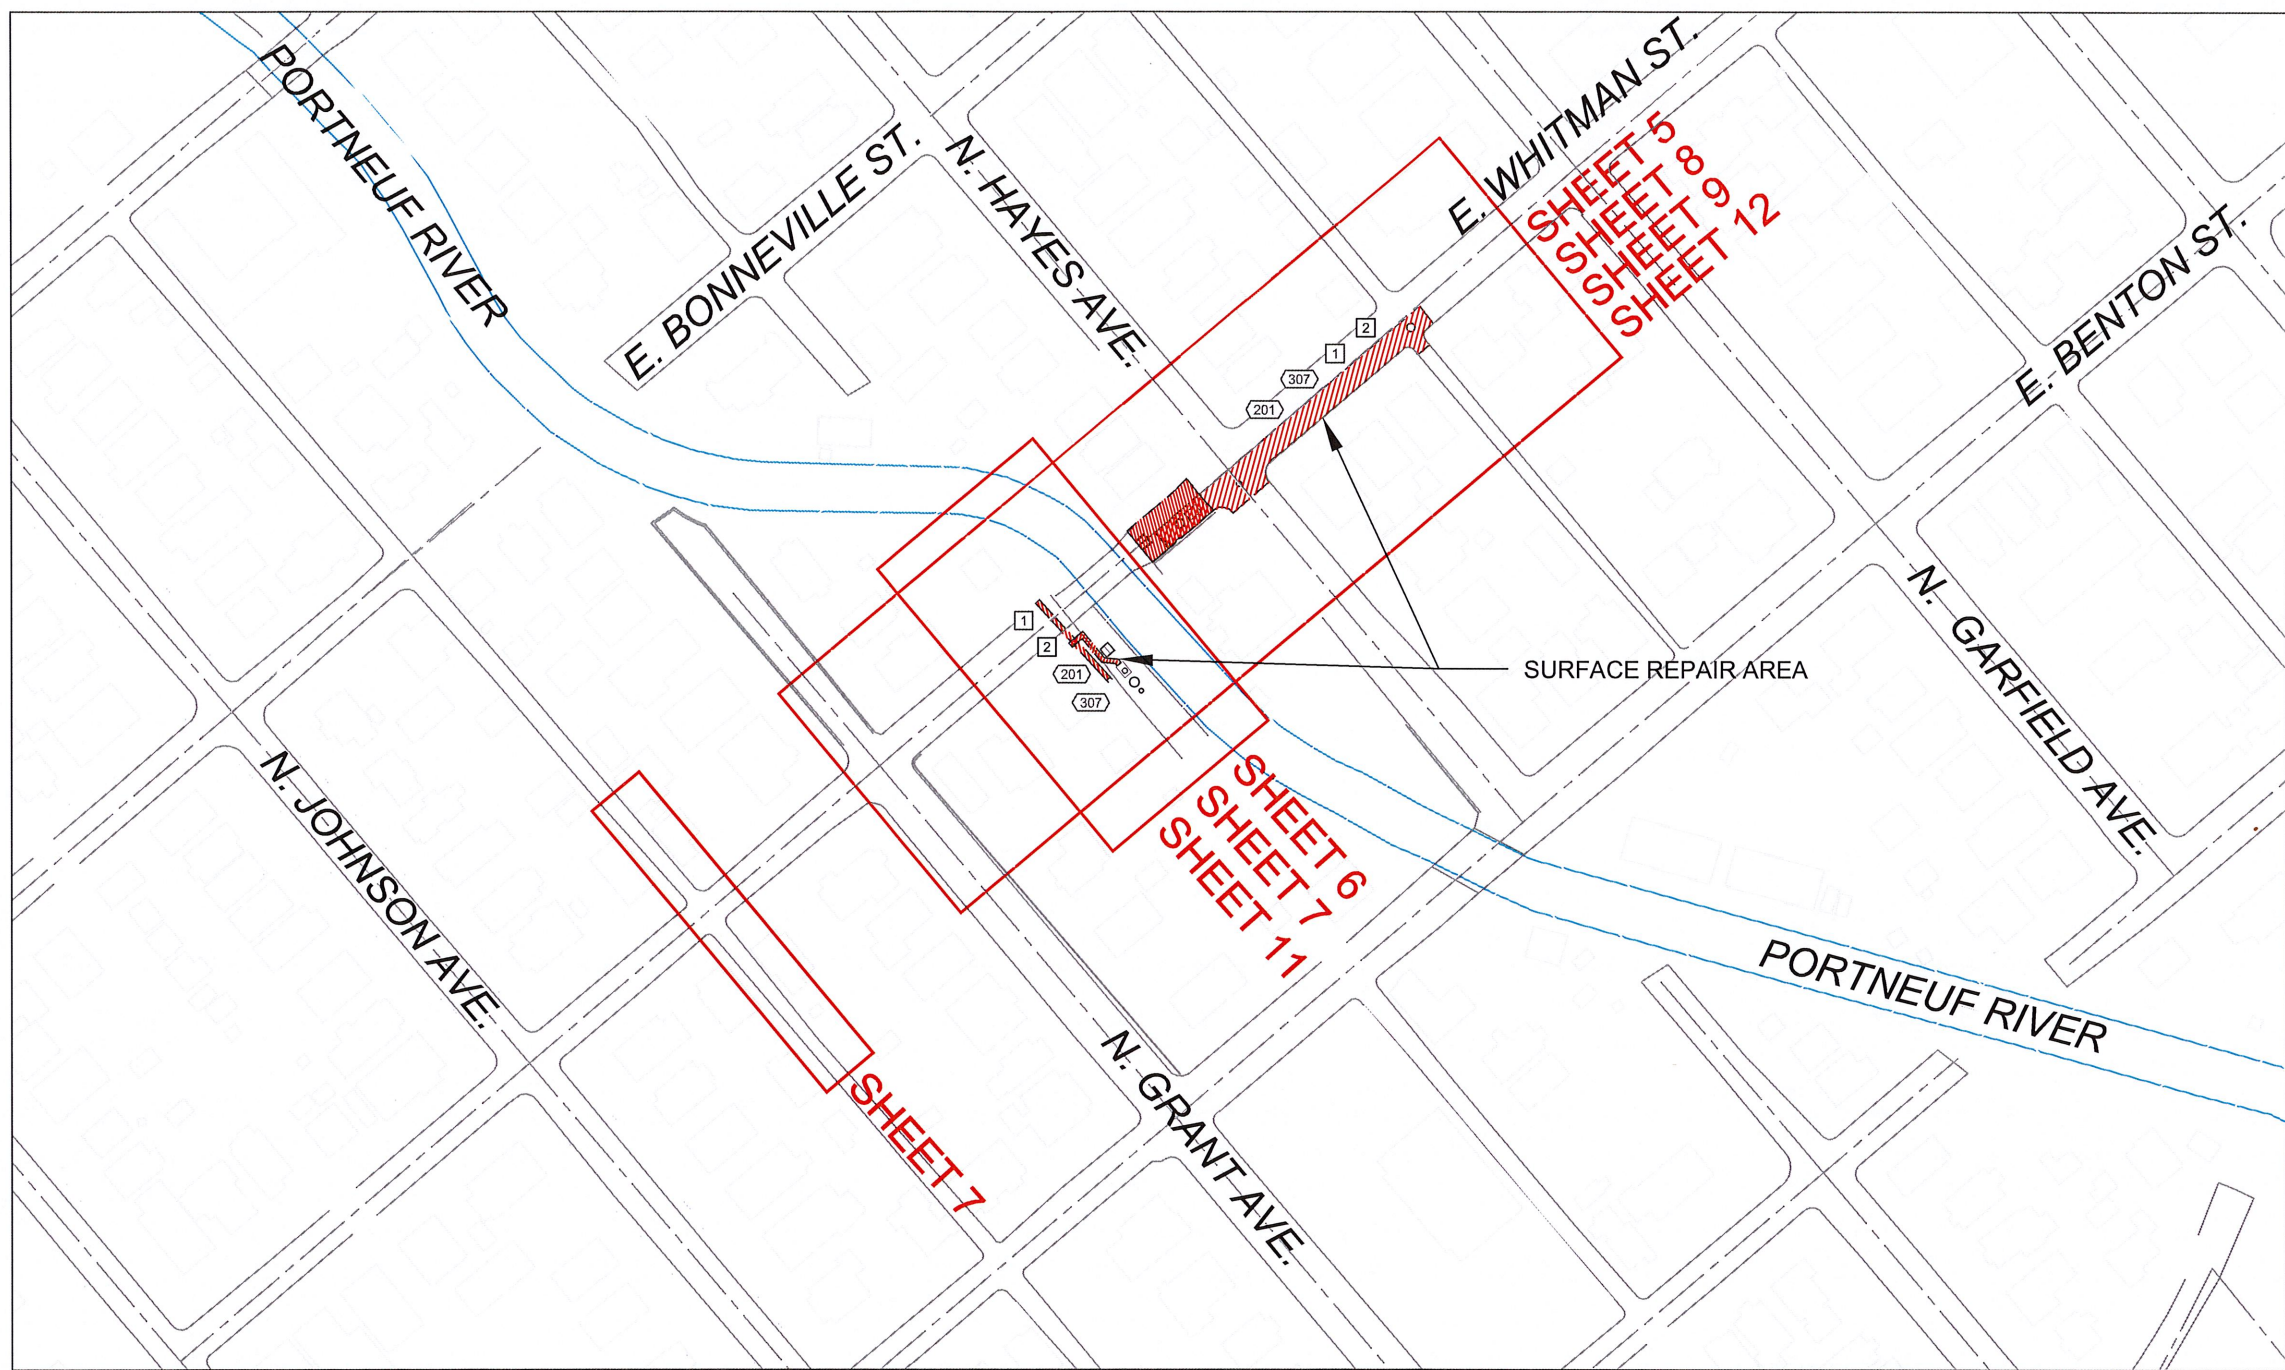 PORTNEUF RIVER
E. BONNEVILLE ST.
N. HAYES AVE.
E. WHITMAN ST.
SHEET 5
SHEET 8
SHEET 9
SHEET 12
E. BENTON ST.
2
1
307
201
1
2
201
307
SURFACE REPAIR AREA
N. GARFIELD AVE.
N. JOHNSON AVE.
SHEET 6
SHEET 7
SHEET 11
PORTNEUF RIVER
N. GRANT AVE.
SHEET 7